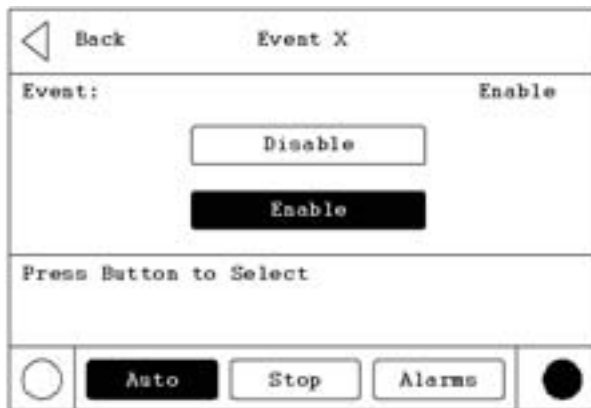 Back Event X
Event: Enable
Disable
Enable
Press Button to Select
Auto Stop Alarms